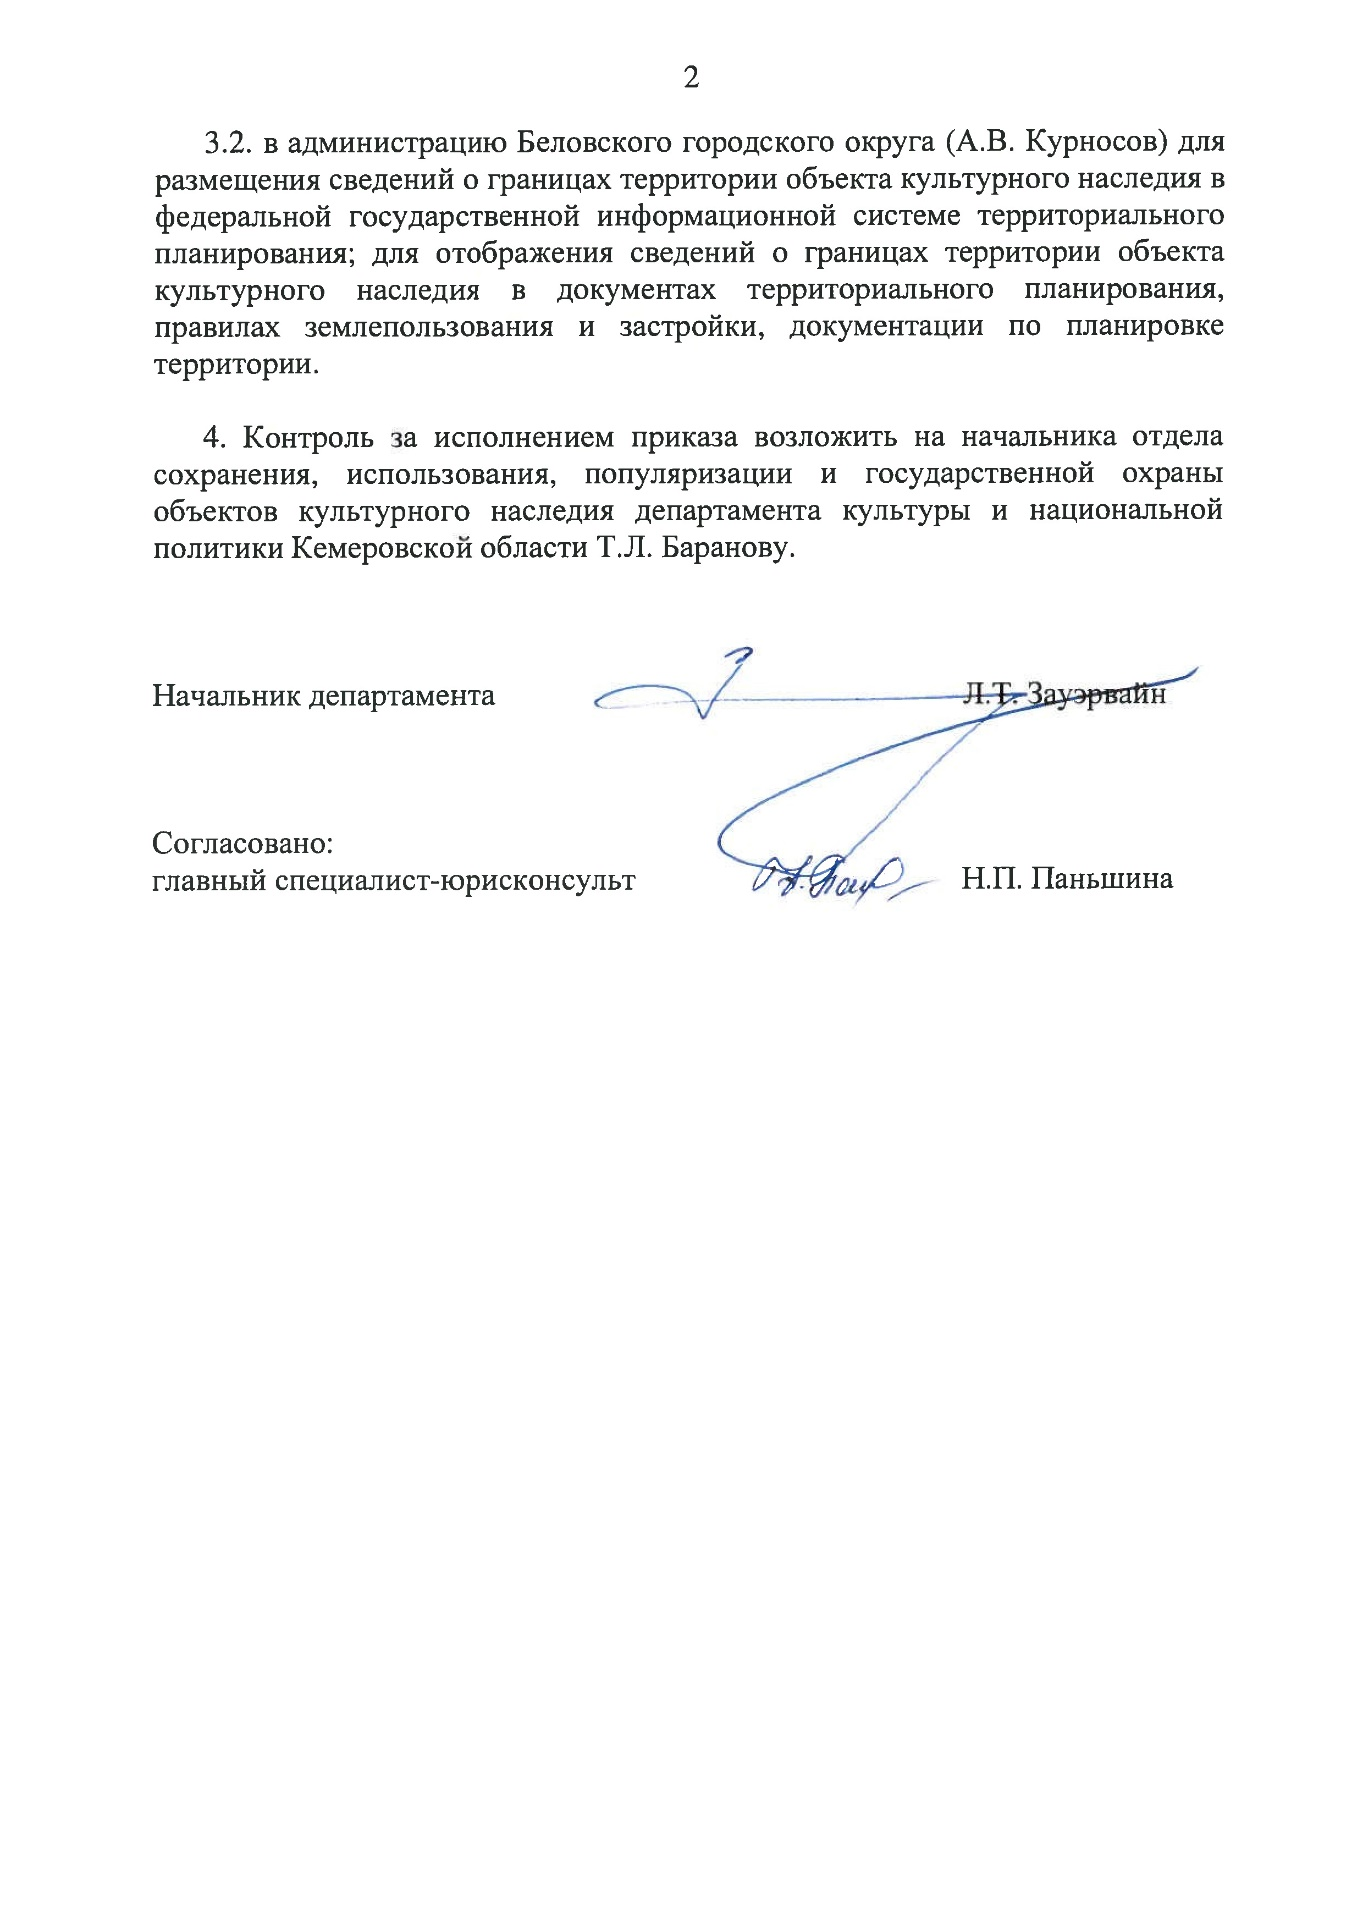 2
3.2. в администрацию Беловского городского округа (А.В. Курносов) для
размещения сведений о границах территории объекта культурного наследия в
федеральной государственной информационной системе территориального
планирования; для отображения сведений о границах территории объекта
культурного наследия в документах территориального планирования,
правилах землепользования и застройки, документации по планировке
территории.
4. Контроль за исполнением приказа возложить на начальника отдела
сохранения, использования, популяризации и государственной охраны
объектов культурного наследия департамента культуры и национальной
политики Кемеровской области Т.Л. Баранову.
Начальник департамента Л.Т. Зауэрвайн
Согласовано:
главный специалист-юрисконсульт Н.П. Паньшина